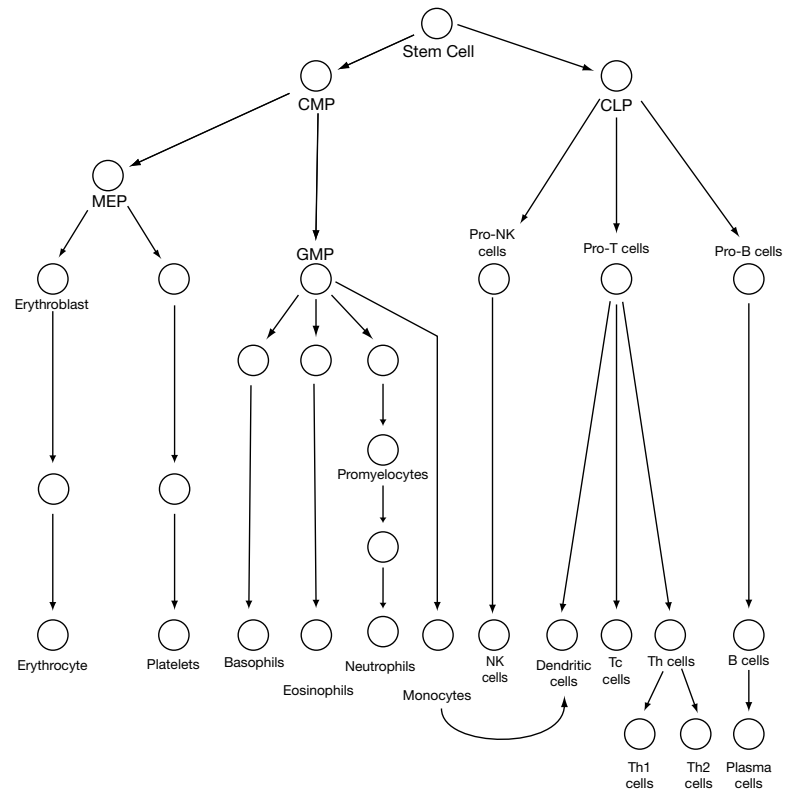 Stem Cell
CMP
CLP
MEP
Pro-NK
cells
Pro-T cells
Pro-B cells
GMP
Erythroblast
Promyelocytes
Erythrocyte
Platelets
Basophils
Eosinophils
Neutrophils
Monocytes
NK
cells
Dendritic
cells
Tc
cells
Th cells
B cells
Th1
cells
Th2
cells
Plasma
cells